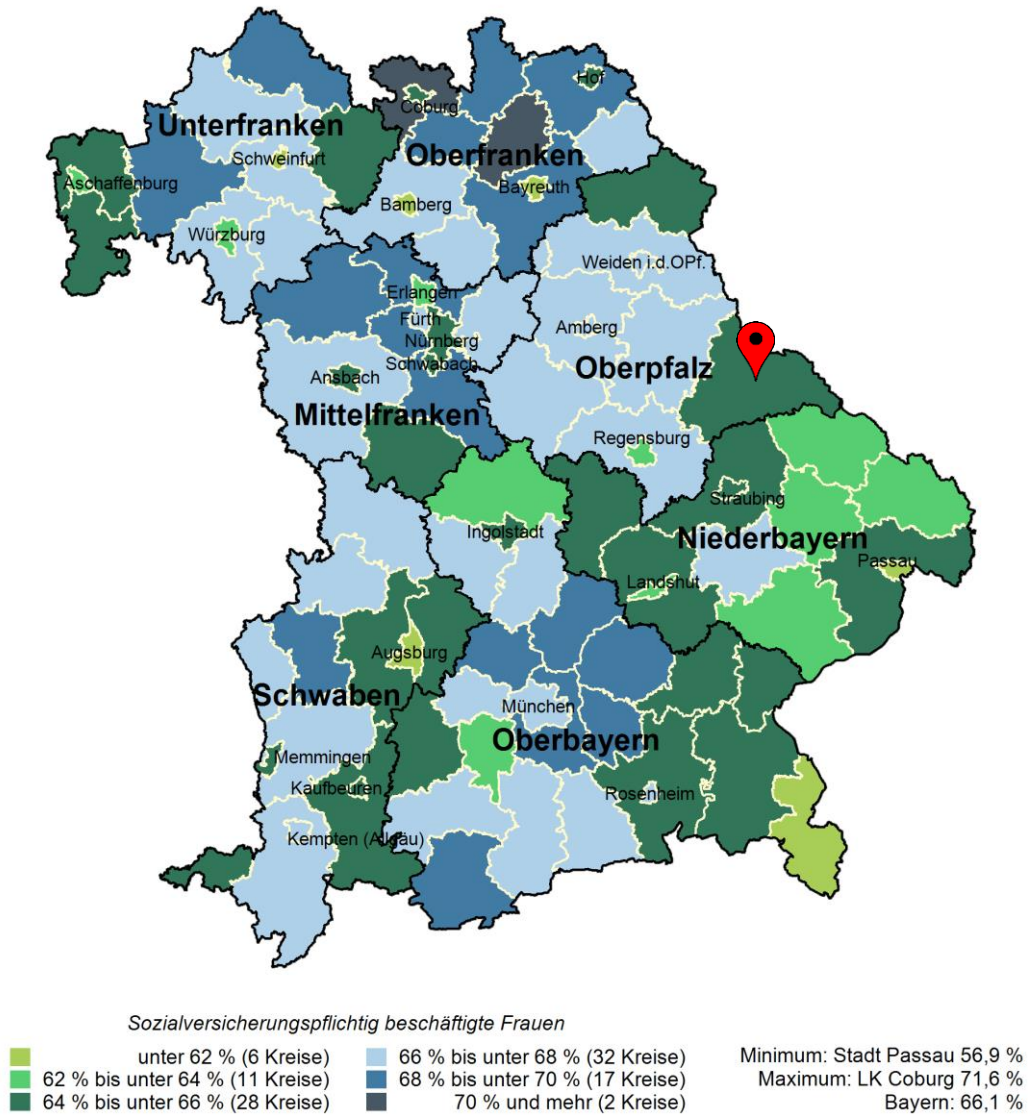 Hof
Coburg
Unterfranken
Oberfranken
Schweinfurt
Aschaffenburg
Bayreuth
Bamberg
Würzburg
Weiden i.d.OPf.
Erlangen
Fürth
Amberg
Nürnberg
Schwabach
Oberpfalz
Ansbach
Mittelfranken
Regensburg
Straubing
Ingolstadt
Niederbayern
Passau
Landshut
Augsburg
Schwaben
München
Oberbayern
Memmingen
Kaufbeuren
Rosenheim
Kempten (Allgäu)
Sozialversicherungspflichtig beschäftigte Frauen
unter 62 % (6 Kreise)
62 % bis unter 64 % (11 Kreise)
64 % bis unter 66 % (28 Kreise)
66 % bis unter 68 % (32 Kreise)
68 % bis unter 70 % (17 Kreise)
70 % und mehr (2 Kreise)
Minimum: Stadt Passau 56,9 %
Maximum: LK Coburg 71,6 %
Bayern: 66,1 %